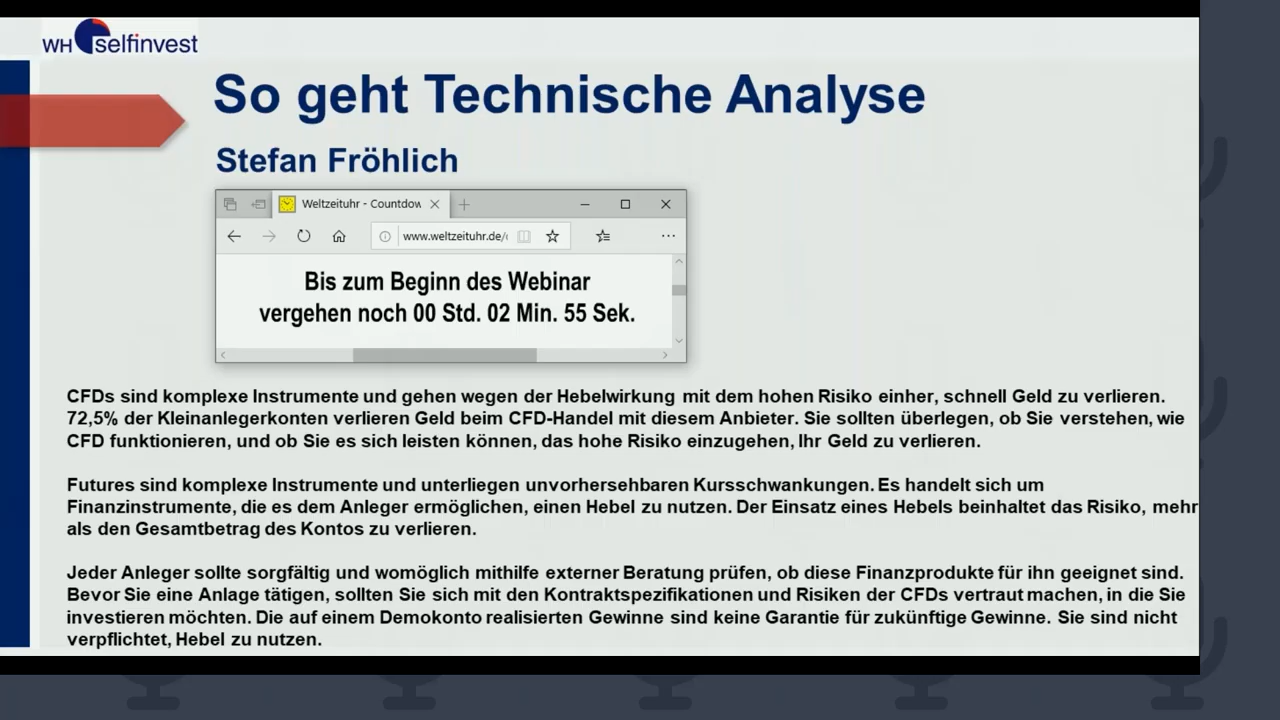 WH selfinvest
So geht Technische Analyse
Stefan Fröhlich
Weltzeituhr - Countdow
www.weltzeituhr.de/
Bis zum Beginn des Webinar
vergehen noch 00 Std. 02 Min. 55 Sek.
CFDs sind komplexe Instrumente und gehen wegen der Hebelwirkung mit dem hohen Risiko einher, schnell Geld zu verlieren.
72,5% der Kleinanlegerkonten verlieren Geld beim CFD-Handel mit diesem Anbieter. Sie sollten überlegen, ob Sie verstehen, wie
CFD funktionieren, und ob Sie es sich leisten können, das hohe Risiko einzugehen, Ihr Geld zu verlieren.
Futures sind komplexe Instrumente und unterliegen unvorhersehbaren Kursschwankungen. Es handelt sich um
Finanzinstrumente, die es dem Anleger ermöglichen, einen Hebel zu nutzen. Der Einsatz eines Hebels beinhaltet das Risiko, mehr
als den Gesamtbetrag des Kontos zu verlieren.
Jeder Anleger sollte sorgfältig und womöglich mithilfe externer Beratung prüfen, ob diese Finanzprodukte für ihn geeignet sind.
Bevor Sie eine Anlage tätigen, sollten Sie sich mit den Kontraktspezifikationen und Risiken der CFDs vertraut machen, in die Sie
investieren möchten. Die auf einem Demokonto realisierten Gewinne sind keine Garantie für zukünftige Gewinne. Sie sind nicht
verpflichtet, Hebel zu nutzen.